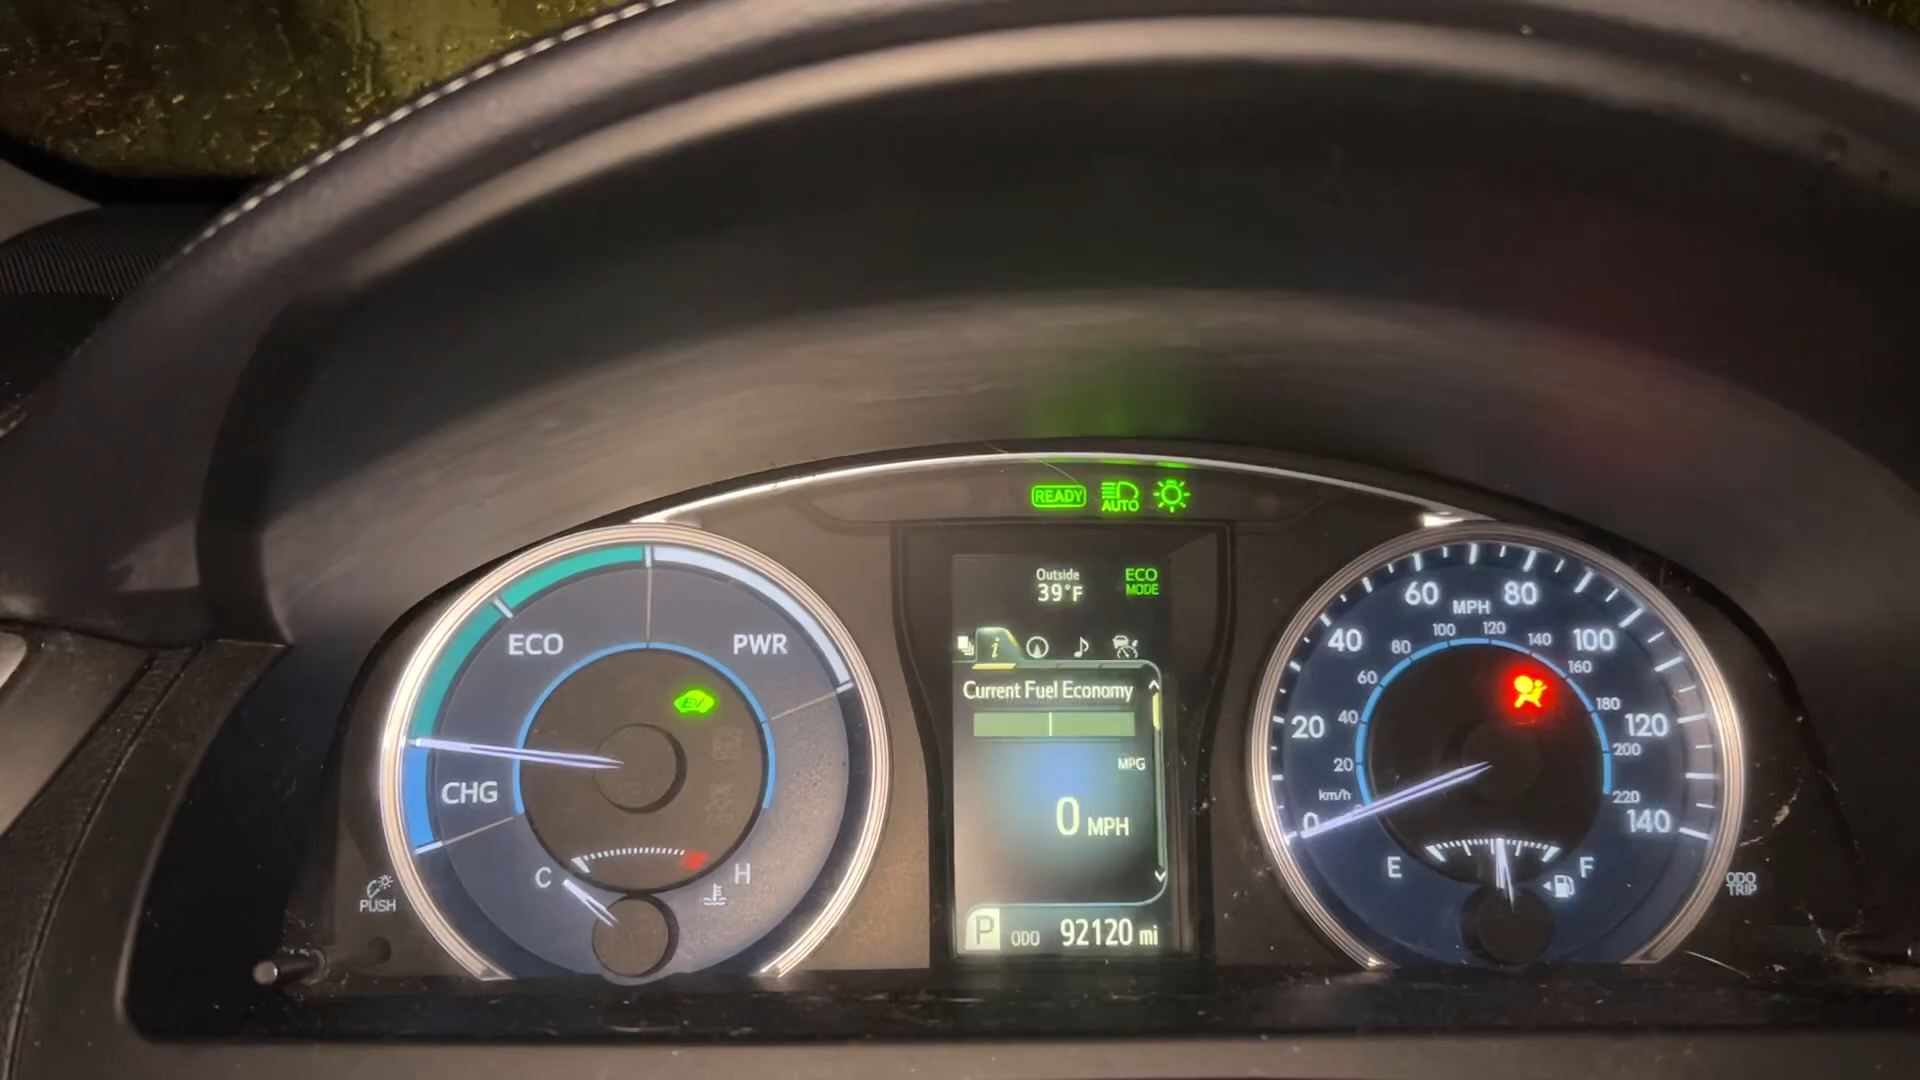 READY AUTO
Outside
39°F
ECO
MODE
ECO
PWR
EV
CHG
C
H
PUSH
i
Current Fuel Economy
MPG
0 MPH
P ODO 92120 mi
MPH
0 20 40 60 80 100 120 140
km/h
20 40 60 80 100 120 140 160 180 200 220
E
F
ODO
TRIP